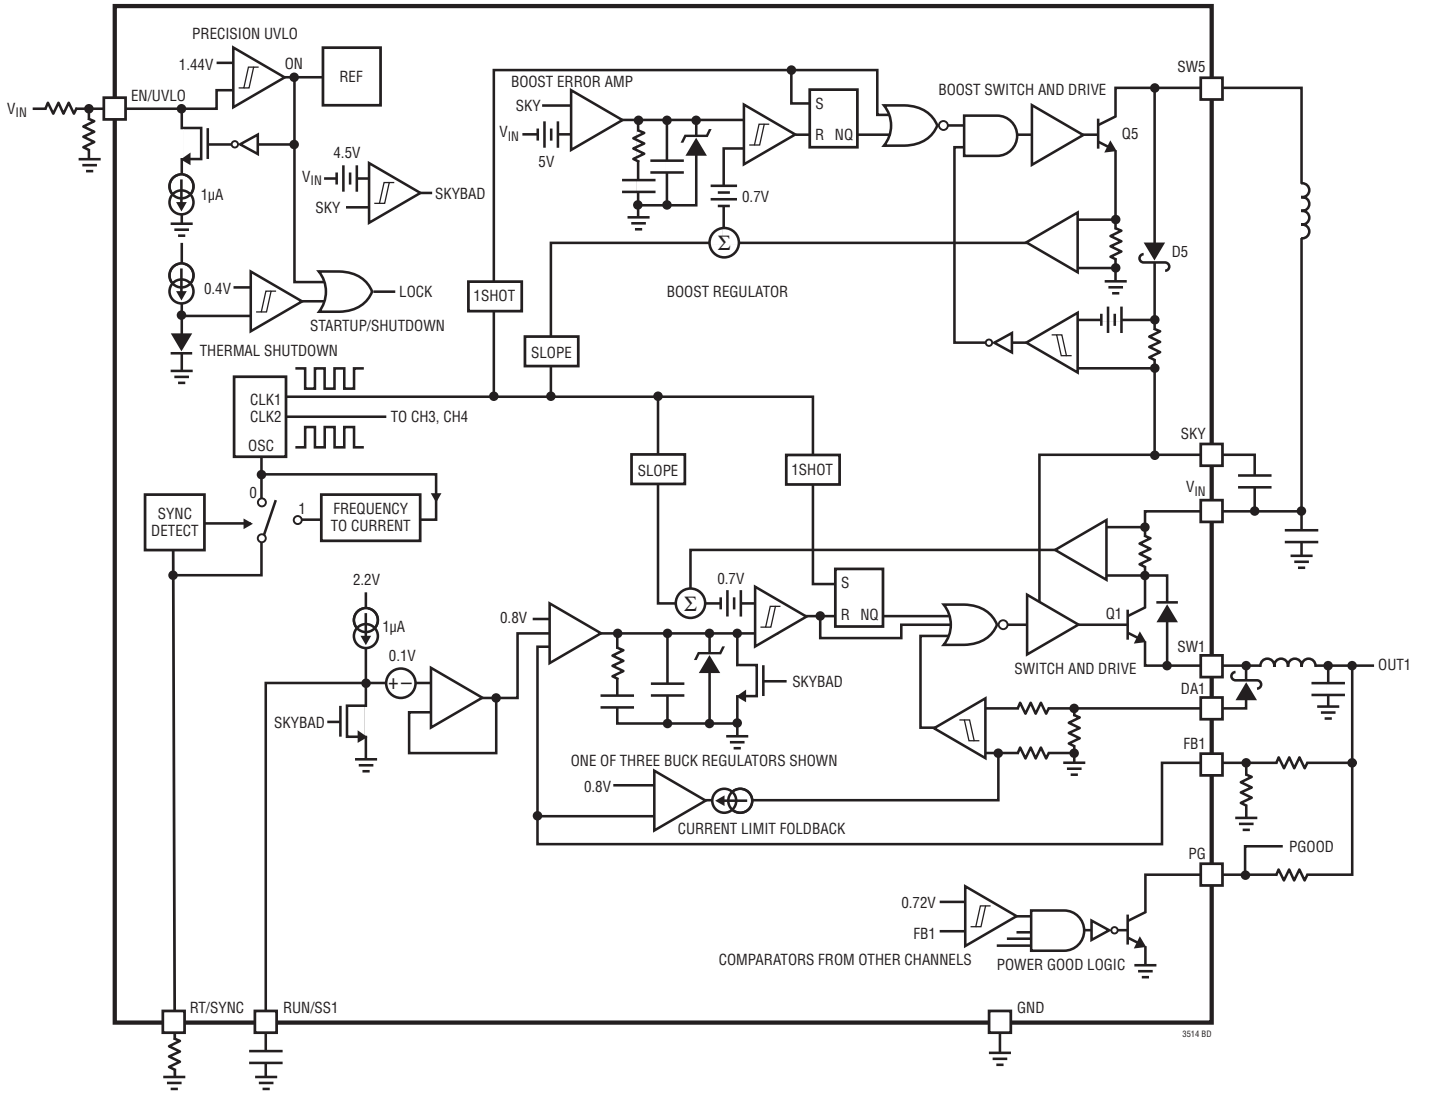 PRECISION UVLO
1.44V
ON
REF
EN/UVLO
VIN
1µA
4.5V
VIN
SKY
SKYBAD
0.4V
LOCK
STARTUP/SHUTDOWN
THERMAL SHUTDOWN
BOOST ERROR AMP
SKY
VIN
5V
S
R NQ
0.7V
Σ
BOOST SWITCH AND DRIVE
Q5
SW5
D5
1SHOT
BOOST REGULATOR
SLOPE
CLK1
CLK2
OSC
TO CH3, CH4
SKY
VIN
SLOPE
1SHOT
SYNC
DETECT
0
1
FREQUENCY
TO CURRENT
2.2V
1µA
0.1V
+ −
SKYBAD
0.8V
Σ
0.7V
S
R NQ
Q1
SWITCH AND DRIVE
SW1
OUT1
DA1
SKYBAD
FB1
ONE OF THREE BUCK REGULATORS SHOWN
0.8V
CURRENT LIMIT FOLDBACK
PG
PGOOD
0.72V
FB1
COMPARATORS FROM OTHER CHANNELS
POWER GOOD LOGIC
RT/SYNC
RUN/SS1
GND
3514 BD